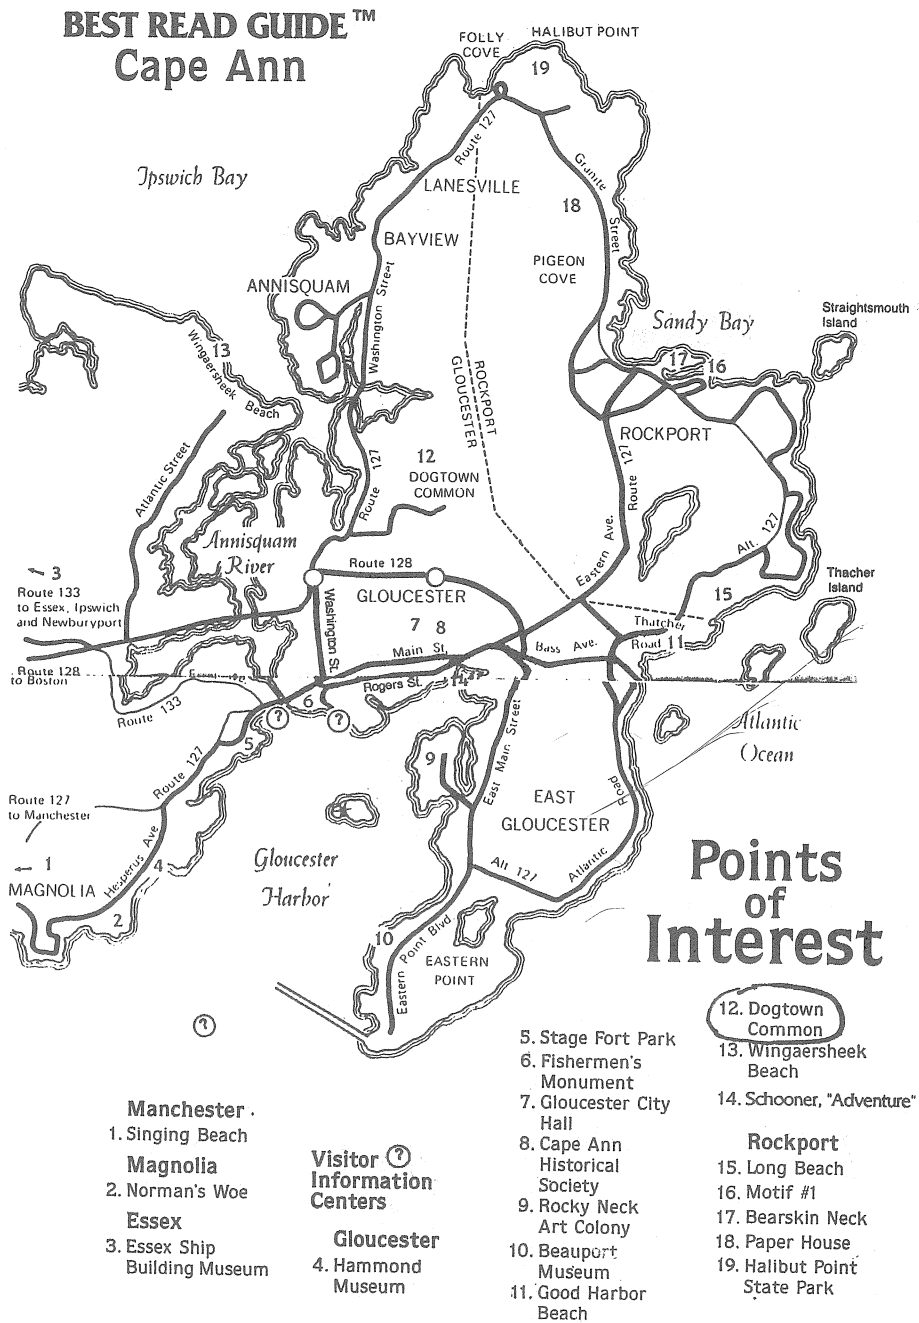 BEST READ GUIDE™
Cape Ann
FOLLY
COVE
HALIBUT POINT
19
Route 127
Granite
Street
Ipswich Bay
LANESVILLE
18
BAYVIEW
PIGEON
COVE
ANNISQUAM
Washington Street
Sandy Bay
Straightsmouth
Island
13
Wingaersheek
Beach
17
16
ROCKPORT
GLOUCESTER
ROCKPORT
Atlantic Street
12
DOGTOWN
COMMON
Route 127
Route 127
Annisquam
River
Eastern Ave.
Alt. 127
3
Route 133
to Essex, Ipswich
and Newburyport
Route 128
GLOUCESTER
Thacher
Island
15
Washington St.
7 8
Thatcher
Road 11
Main St.
Bass Ave.
Route 128
to Boston
Rogers St.
14
6
?
?
Route 133
Atlantic
Ocean
5
East Main Street
9
Route 127
Road
Route 127
to Manchester
EAST
GLOUCESTER
Hesperus Ave
4
1
MAGNOLIA
2
Gloucester
Harbor
Alt 127
Atlantic
10
Eastern Point Blvd.
EASTERN
POINT
?
Points
of
Interest
Manchester
1. Singing Beach
Magnolia
2. Norman's Woe
Essex
3. Essex Ship
Building Museum
Visitor ?
Information
Centers
Gloucester
4. Hammond
Museum
5. Stage Fort Park
6. Fishermen's
Monument
7. Gloucester City
Hall
8. Cape Ann
Historical
Society
9. Rocky Neck
Art Colony
10. Beauport
Museum
11. Good Harbor
Beach
12. Dogtown
Common
13. Wingaersheek
Beach
14. Schooner, "Adventure"
Rockport
15. Long Beach
16. Motif #1
17. Bearskin Neck
18. Paper House
19. Halibut Point
State Park